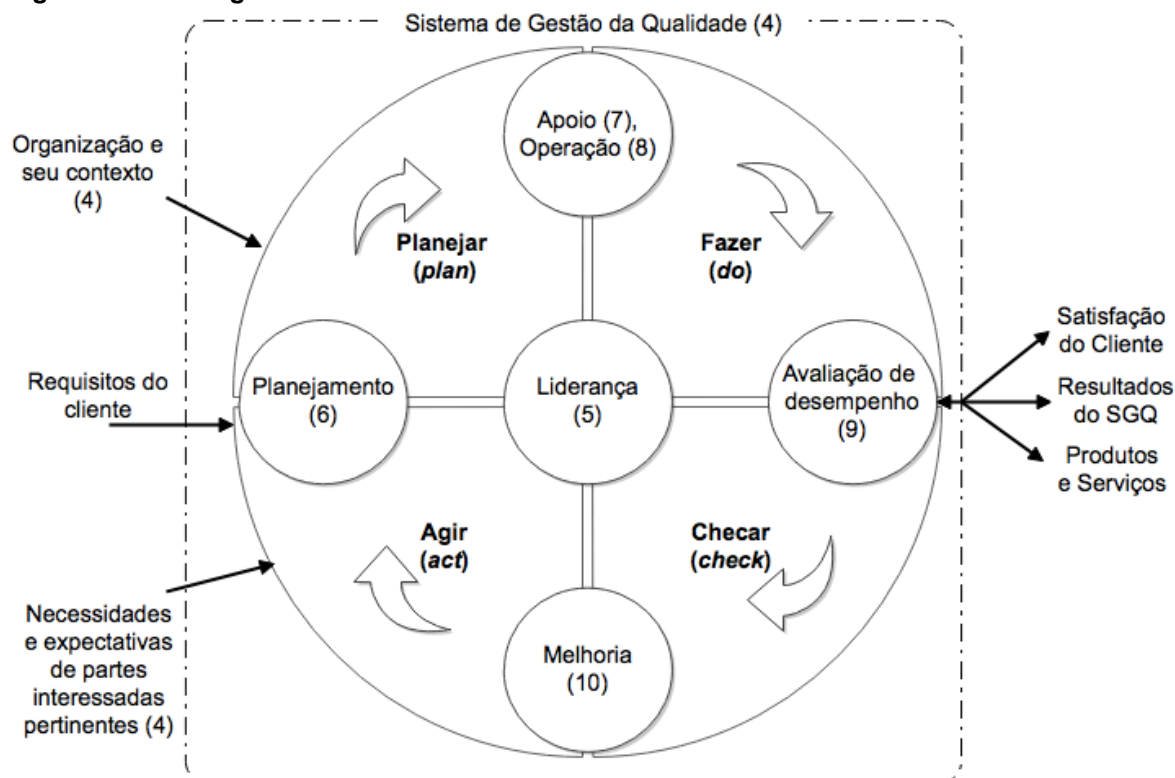 Sistema de Gestão da Qualidade (4)
Organização e
seu contexto
(4)
Requisitos do
cliente
Necessidades
e expectativas
de partes
interessadas
pertinentes (4)
Apoio (7),
Operação (8)
Planejar
(plan)
Fazer
(do)
Planejamento
(6)
Liderança
(5)
Avaliação de
desempenho
(9)
Agir
(act)
Checar
(check)
Melhoria
(10)
Satisfação
do Cliente
Resultados
do SGQ
Produtos
e Serviços